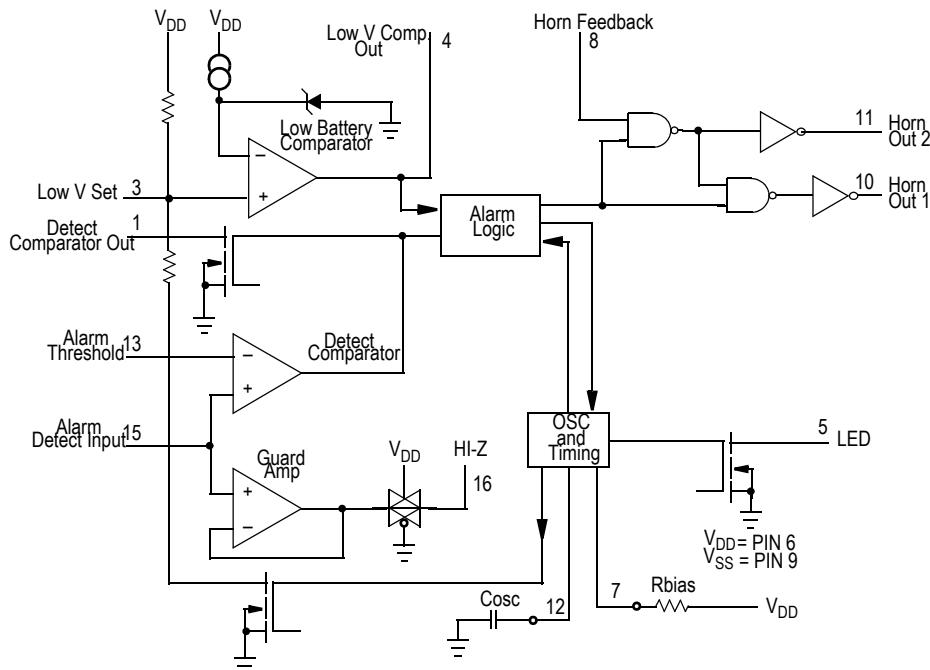 VDD
VDD
Low V Comp
Out
4
Horn Feedback
8
Low Battery
Comparator
−
+
11
Horn
Out 2
Low V Set
3
10
Horn
Out 1
Alarm
Logic
1
Detect
Comparator Out
Alarm
Threshold
13
−
+
Detect
Comparator
Alarm
Detect Input
15
OSC
and
Timing
5
LED
Guard
Amp
+
−
VDD
HI-Z
16
VDD = PIN 6
VSS = PIN 9
Cosc
12
7
Rbias
VDD